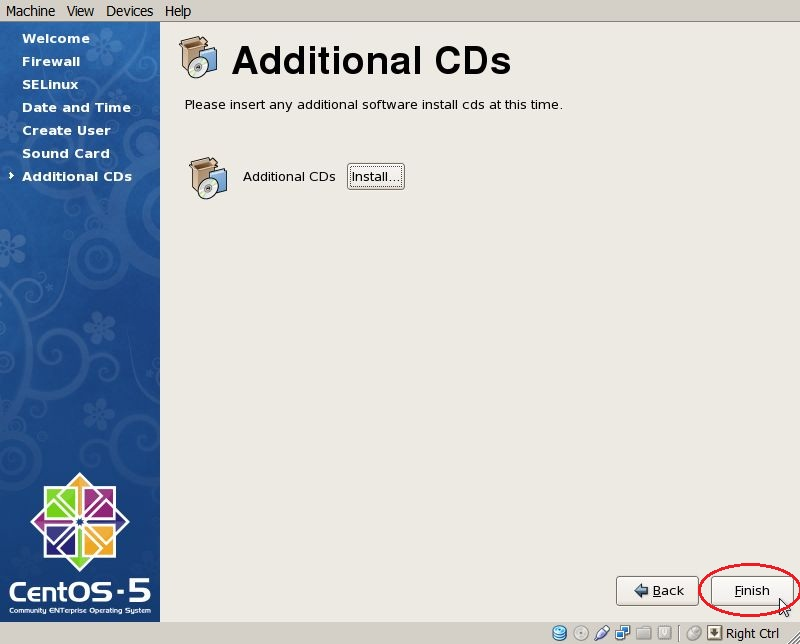 Machine View Devices Help
Welcome
Firewall
SELinux
Date and Time
Create User
Sound Card
Additional CDs
Additional CDs
Please insert any additional software install cds at this time.
Additional CDs Install...
CentOS-5
Community ENTerprise Operating System
Back Finish
Right Ctrl